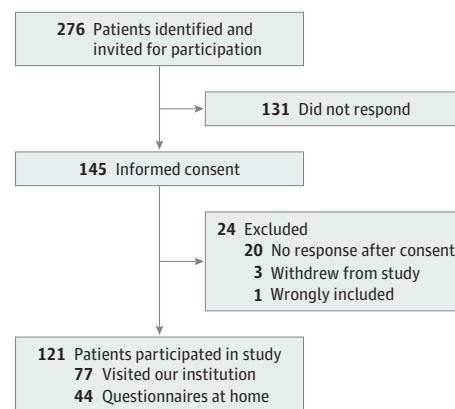 276 Patients identified and
invited for participation
131 Did not respond
145 Informed consent
24 Excluded
20 No response after consent
3 Withdrew from study
1 Wrongly included
121 Patients participated in study
77 Visited our institution
44 Questionnaires at home